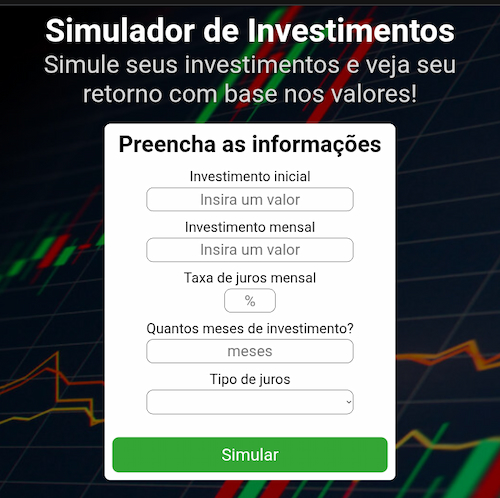 Simulador de Investimentos
Simule seus investimentos e veja seu
retorno com base nos valores!
Preencha as informações
Investimento inicial
Insira um valor
Investimento mensal
Insira um valor
Taxa de juros mensal
%
Quantos meses de investimento?
meses
Tipo de juros
Simular